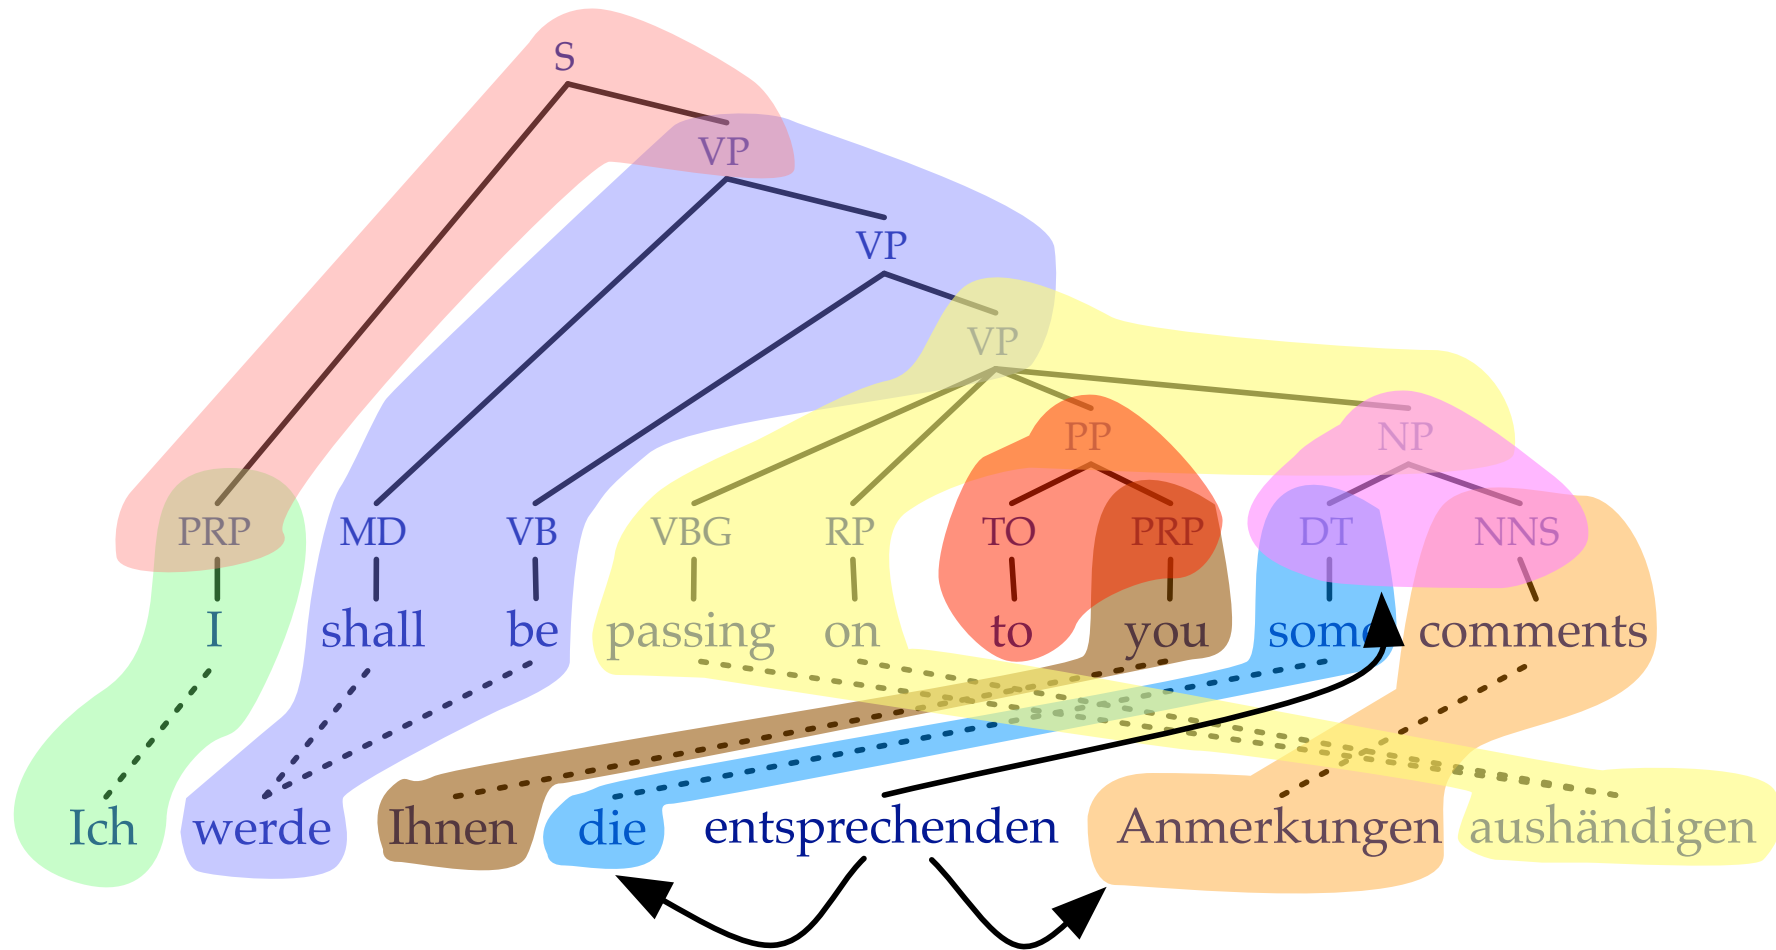 S
VP
VP
VP
PP NP
PRP MD VB VBG RP TO PRP DT NNS
I shall be passing on to you some comments
Ich werde Ihnen die entsprechenden Anmerkungen aushändigen